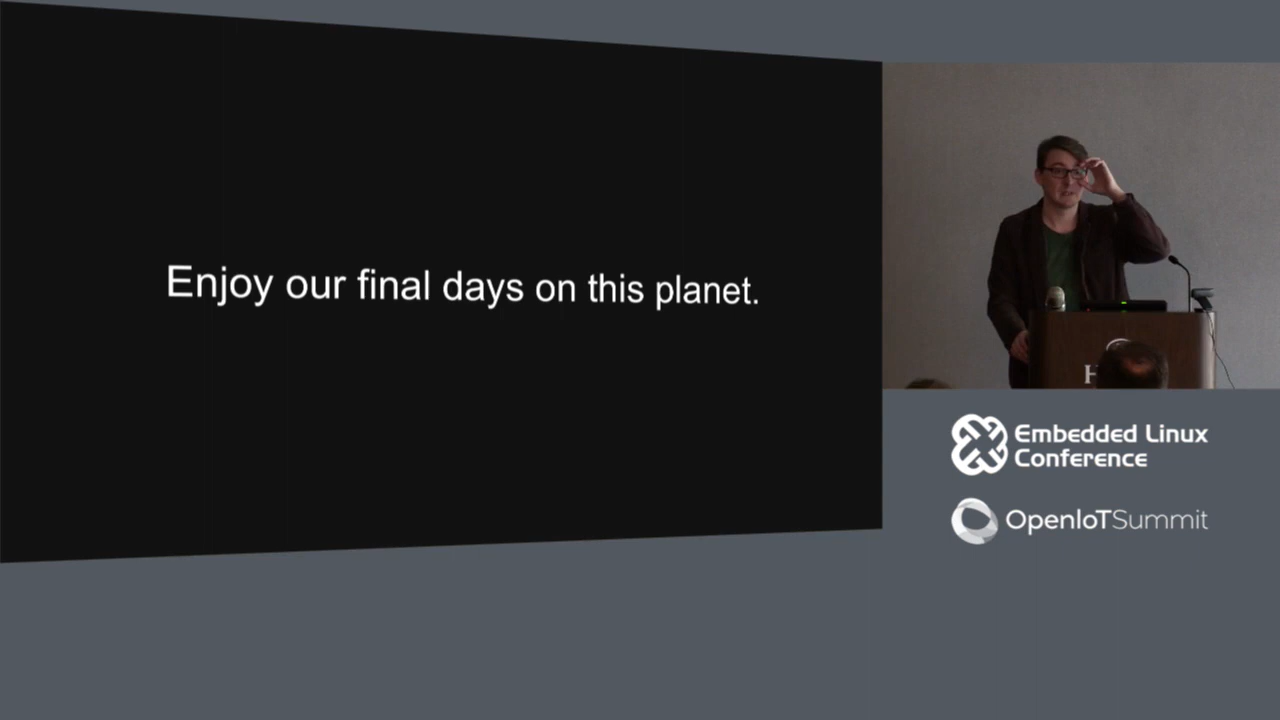 Enjoy our final days on this planet.
H
Embedded Linux
Conference
OpenIoTSummit